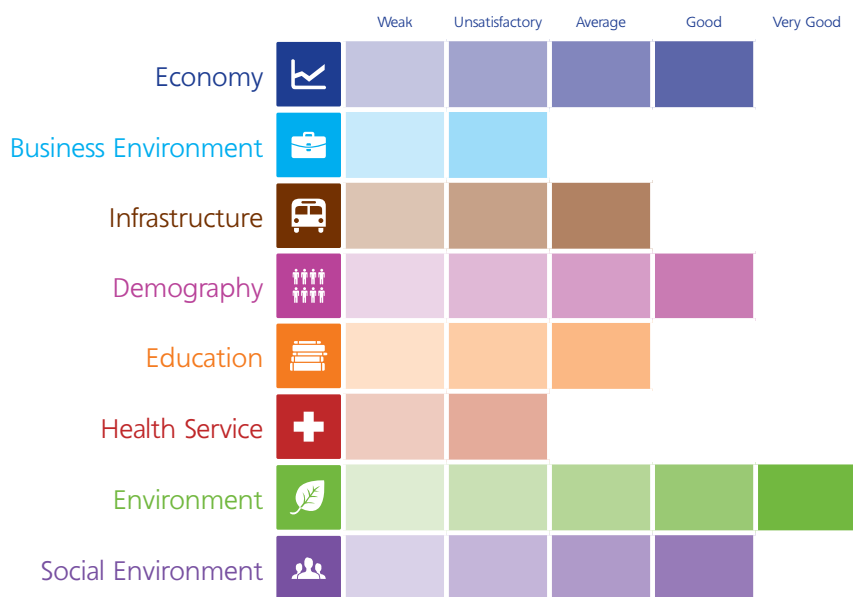 Weak Unsatisfactory Average Good Very Good
Economy
Business Environment
Infrastructure
Demography
Education
Health Service
Environment
Social Environment